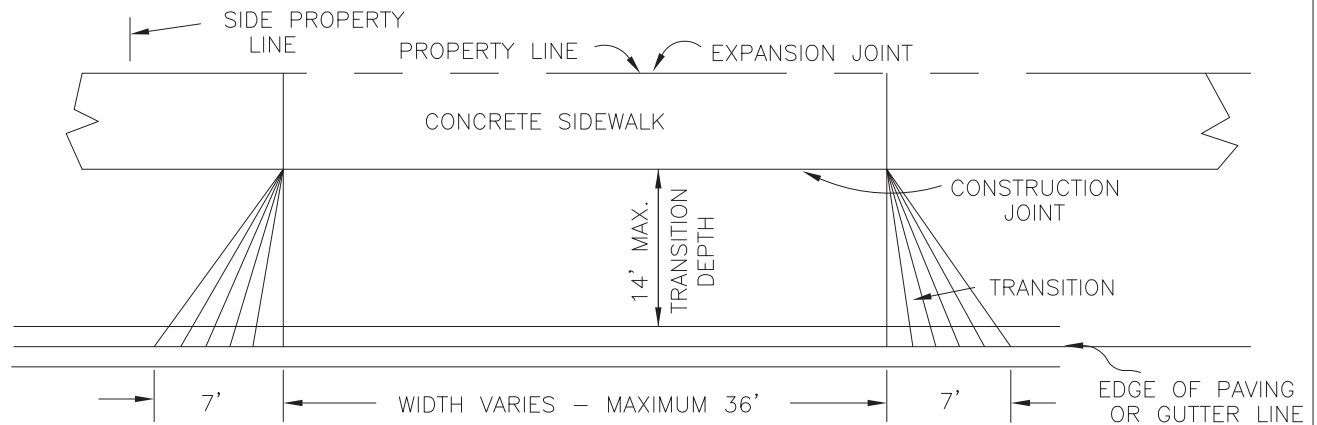 SIDE PROPERTY
LINE
PROPERTY LINE
EXPANSION JOINT
CONCRETE SIDEWALK
CONSTRUCTION
JOINT
14' MAX.
TRANSITION
DEPTH
TRANSITION
7'
WIDTH VARIES – MAXIMUM 36'
7'
EDGE OF PAVING
OR GUTTER LINE